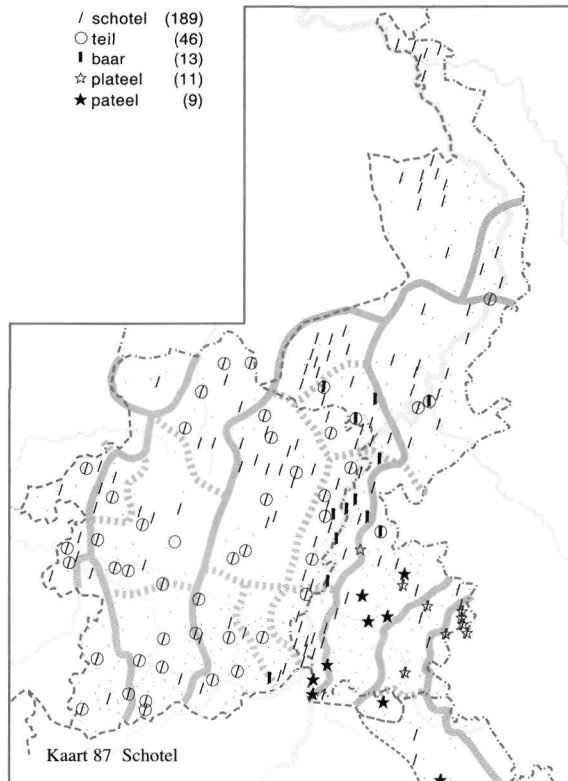 schotel (189)
teil (46)
baar (13)
plateel (11)
pateel (9)
Kaart 87 Schotel